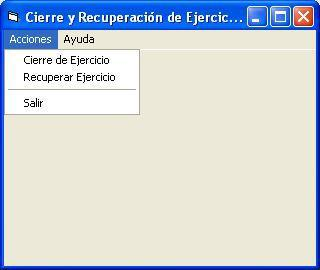 Cierre y Recuperación de Ejercic...
Acciones Ayuda
Cierre de Ejercicio
Recuperar Ejercicio
Salir